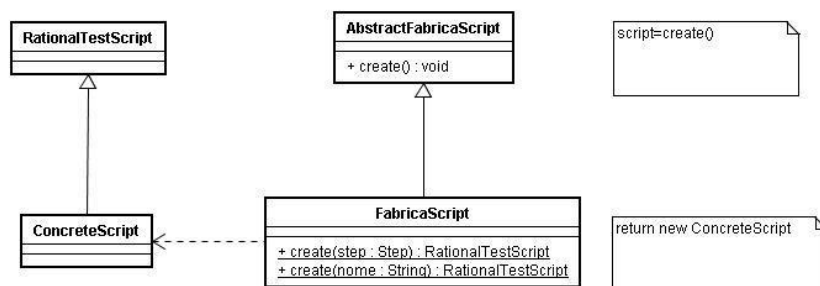 RationalTestScript
AbstractFabricaScript
+ create() : void
script=create()
ConcreteScript
FabricaScript
+ create(step : Step) : RationalTestScript
+ create(nome : String) : RationalTestScript
return new ConcreteScript